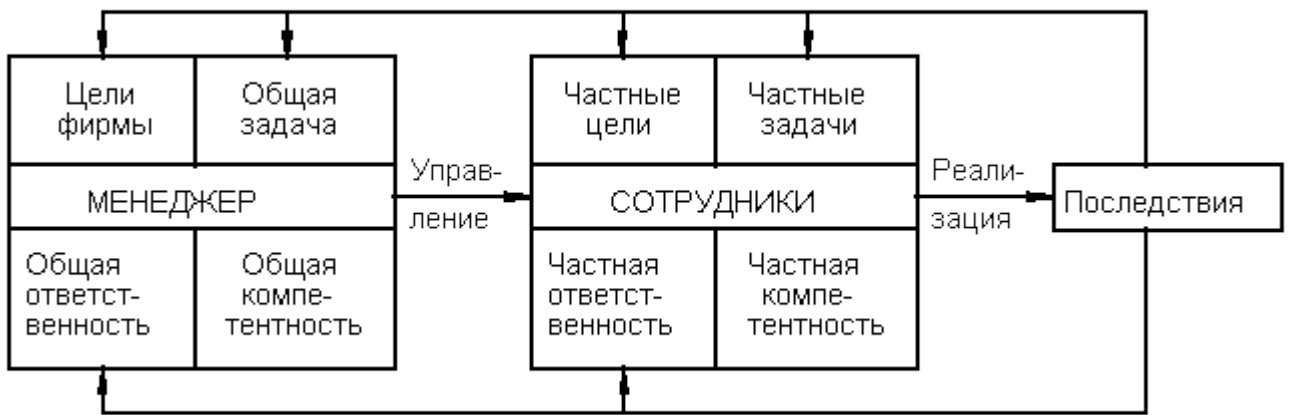 Цели
фирмы
Общая
задача
Частные
цели
Частные
задачи
МЕНЕДЖЕР
Управ-
ление
СОТРУДНИКИ
Реали-
зация
Последствия
Общая
ответст-
венность
Общая
компе-
тентность
Частная
ответст-
венность
Частная
компе-
тентность